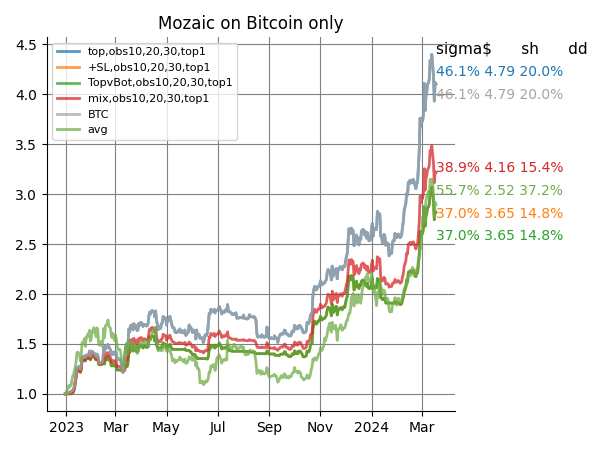 Mozaic on Bitcoin only
sigma$ sh dd
top,obs10,20,30,top1
+SL,obs10,20,30,top1
TopvBot,obs10,20,30,top1
mix,obs10,20,30,top1
BTC
avg
46.1% 4.79 20.0%
46.1% 4.79 20.0%
38.9% 4.16 15.4%
55.7% 2.52 37.2%
37.0% 3.65 14.8%
37.0% 3.65 14.8%
4.5
4.0
3.5
3.0
2.5
2.0
1.5
1.0
2023 Mar May Jul Sep Nov 2024 Mar